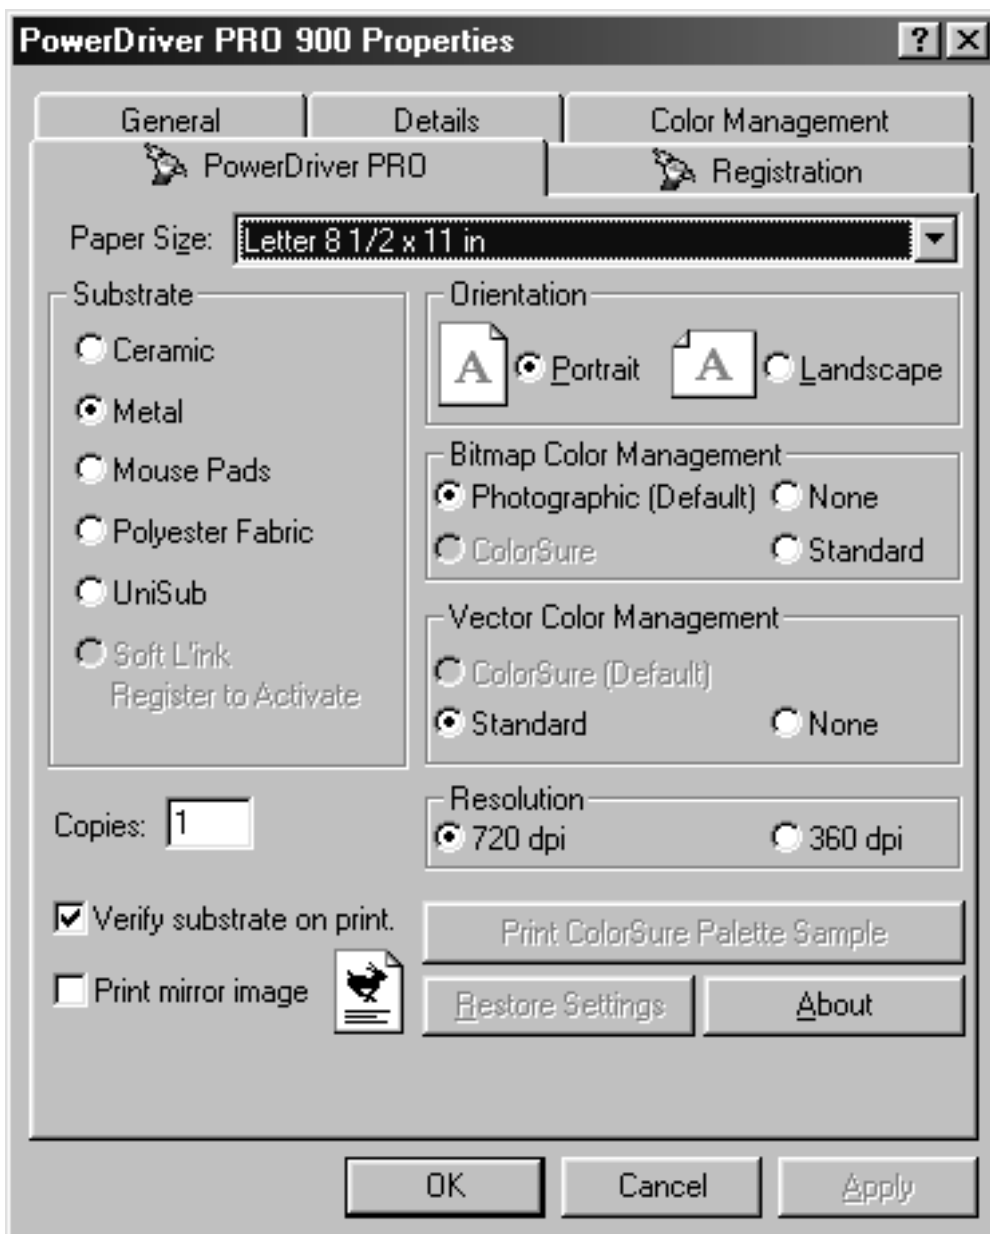 PowerDriver PRO 900 Properties
General Details Color Management
PowerDriver PRO Registration
Paper Size: Letter 8 1/2 x 11 in
Substrate
Ceramic
Metal
Mouse Pads
Polyester Fabric
UniSub
Soft L'ink
Register to Activate
Orientation
A Portrait A Landscape
Bitmap Color Management
Photographic (Default) None
ColorSure Standard
Vector Color Management
ColorSure (Default)
Standard None
Copies: 1
Resolution
720 dpi 360 dpi
Verify substrate on print.
Print mirror image
Print ColorSure Palette Sample
Restore Settings About
OK Cancel Apply